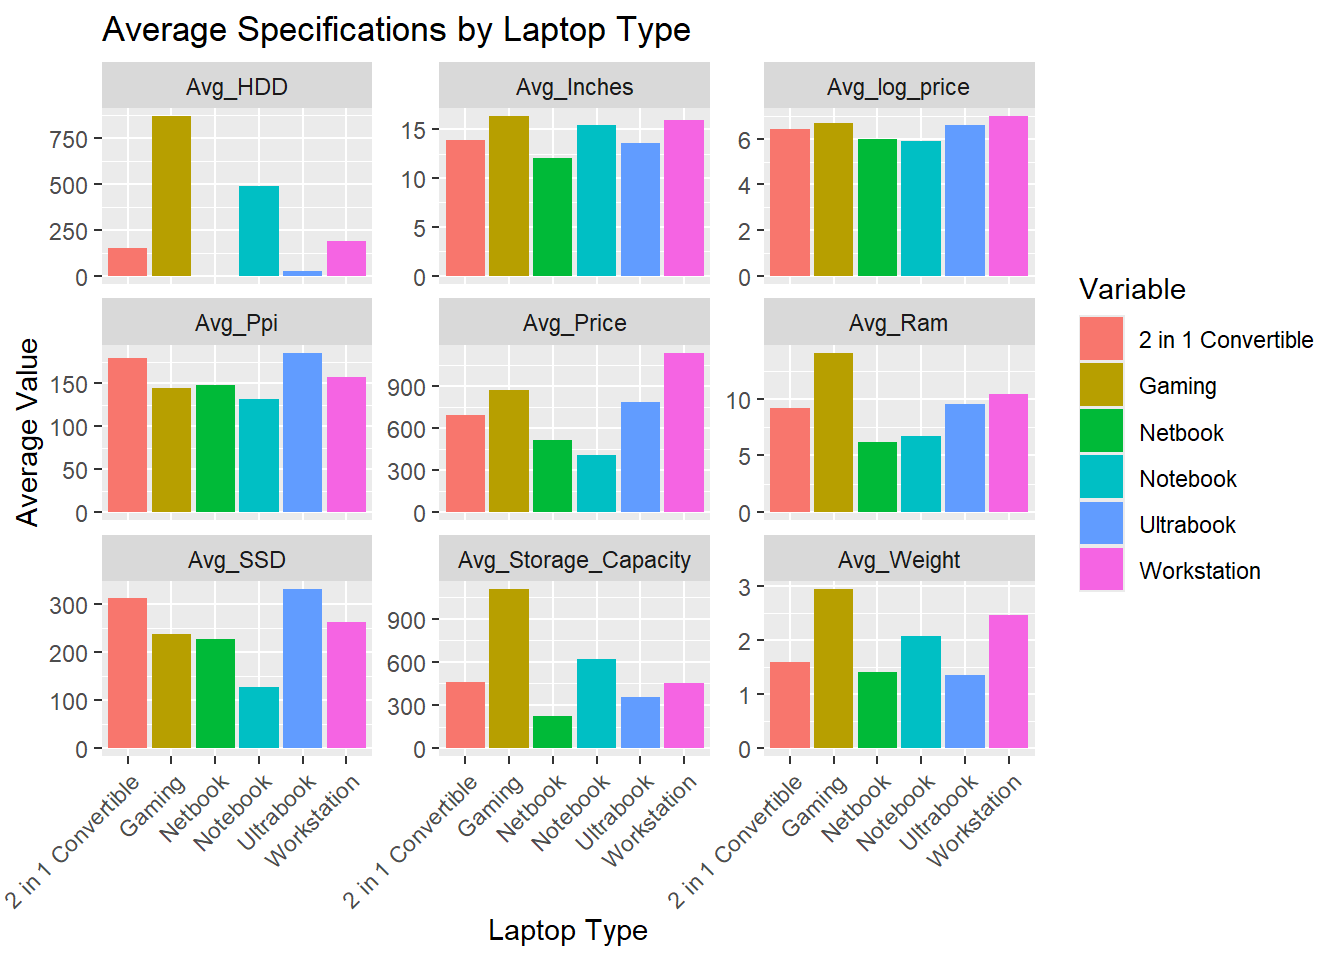 Average Specifications by Laptop Type
Avg_HDD
Avg_Inches
Avg_log_price
750
500
250
0
15
10
5
0
6
4
2
0
Avg_Ppi
Avg_Price
Avg_Ram
150
100
50
0
900
600
300
0
10
5
0
Avg_SSD
Avg_Storage_Capacity
Avg_Weight
300
200
100
0
900
600
300
0
3
2
1
0
2 in 1 Convertible
Gaming
Netbook
Notebook
Ultrabook
Workstation
2 in 1 Convertible
Gaming
Netbook
Notebook
Ultrabook
Workstation
2 in 1 Convertible
Gaming
Netbook
Notebook
Ultrabook
Workstation
Laptop Type
Average Value
Variable
2 in 1 Convertible
Gaming
Netbook
Notebook
Ultrabook
Workstation